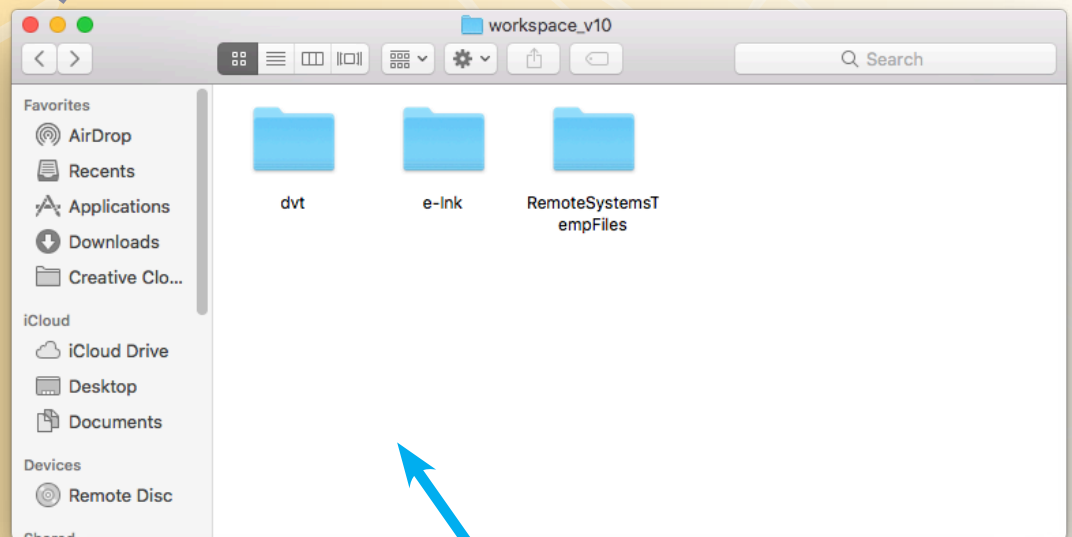 workspace_v10
Search
Favorites
AirDrop
Recents
Applications
Downloads
Creative Clo...
iCloud
iCloud Drive
Desktop
Documents
Devices
Remote Disc
Shared
dvt
e-Ink
RemoteSystemsT
empFiles